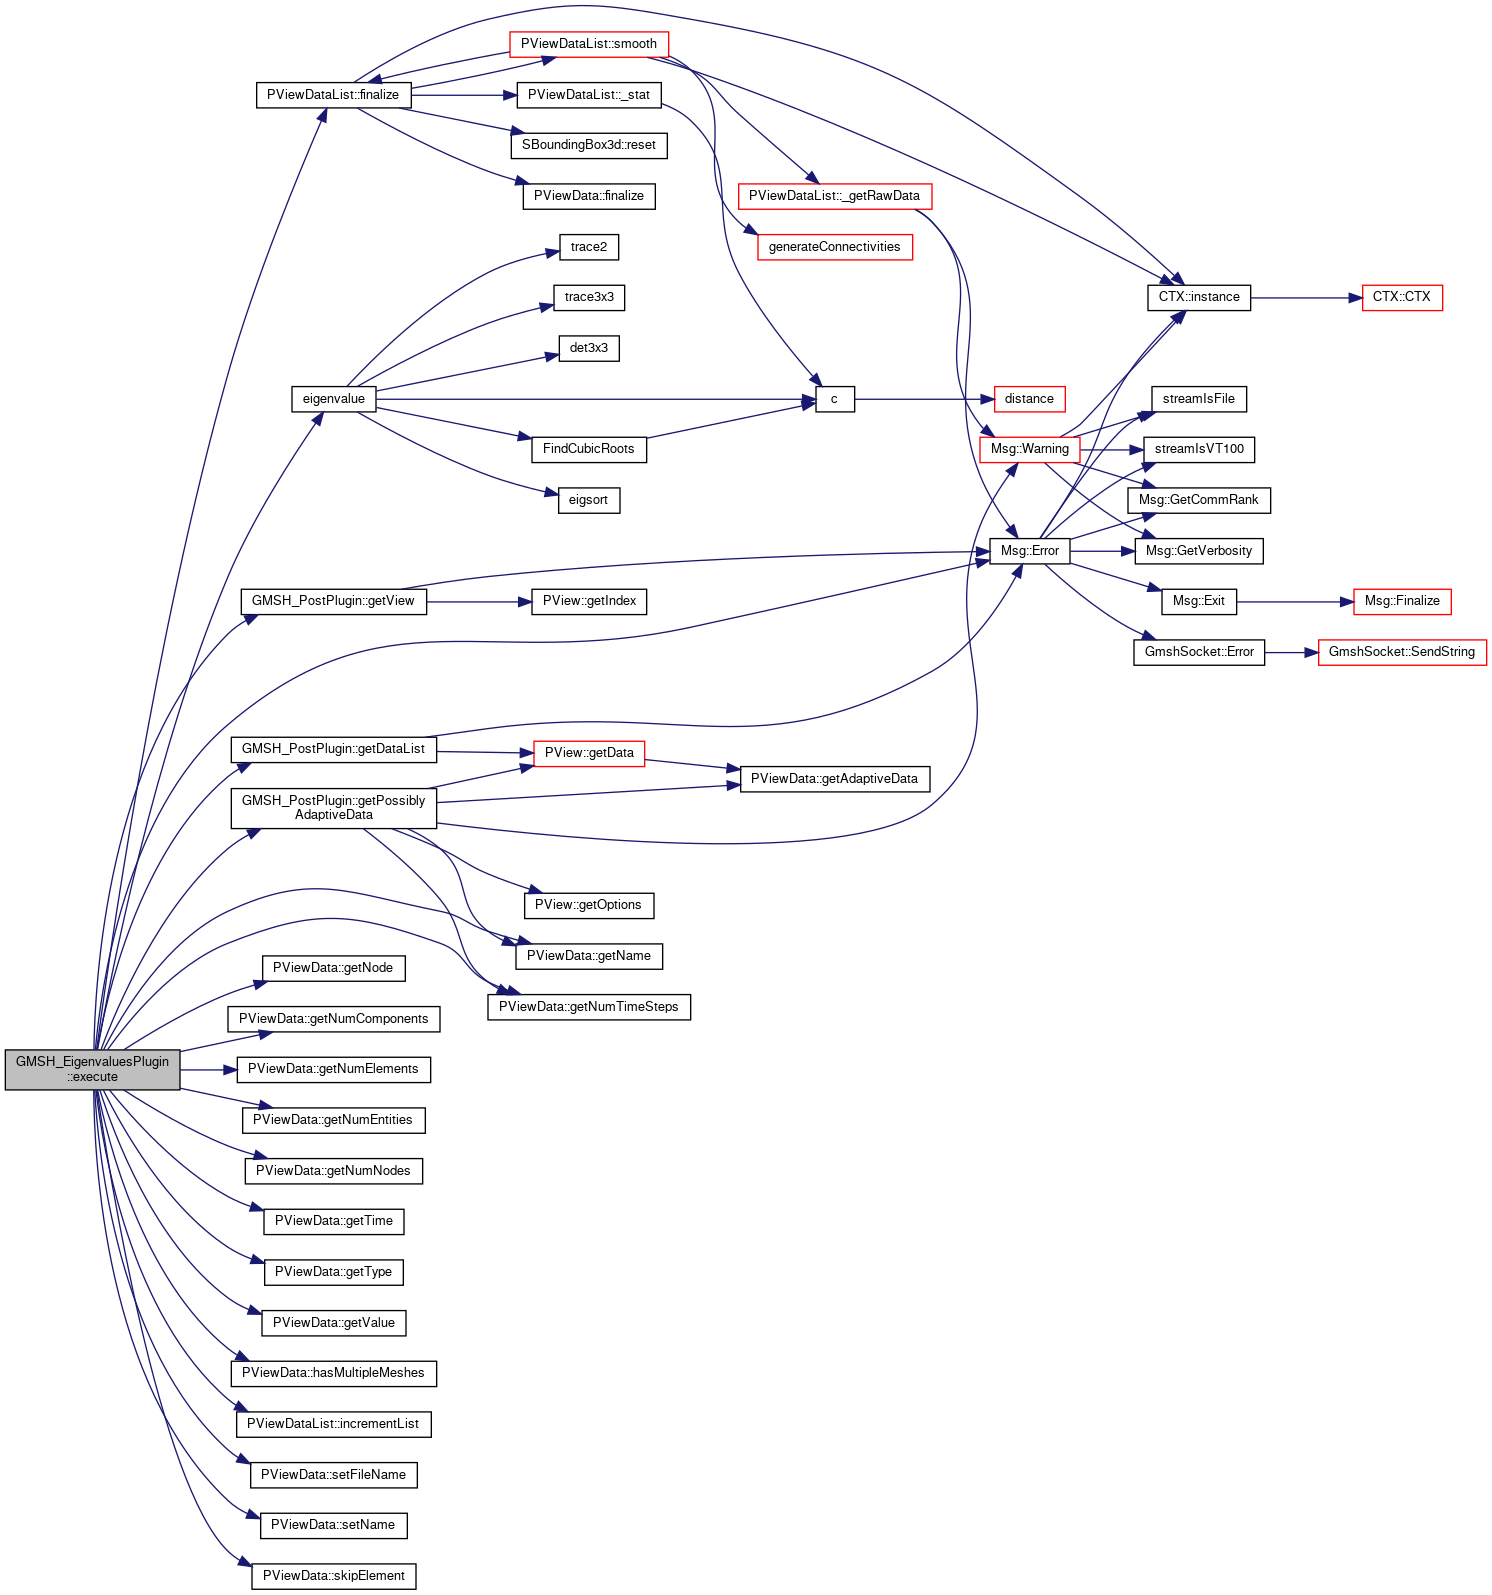 PViewDataList::smooth
PViewDataList::finalize
PViewDataList::_stat
SBoundingBox3d::reset
PViewDataList::_getRawData
PViewData::finalize
trace2
generateConnectivities
trace3x3
CTX::instance
CTX::CTX
det3x3
eigenvalue
c
distance
streamIsFile
FindCubicRoots
Msg::Warning
streamIsVT100
eigsort
Msg::GetCommRank
Msg::Error
Msg::GetVerbosity
GMSH_PostPlugin::getView
PView::getIndex
Msg::Exit
Msg::Finalize
GmshSocket::Error
GmshSocket::SendString
GMSH_PostPlugin::getDataList
PView::getData
PViewData::getAdaptiveData
GMSH_PostPlugin::getPossibly
AdaptiveData
PView::getOptions
PViewData::getName
PViewData::getNode
PViewData::getNumTimeSteps
PViewData::getNumComponents
GMSH_EigenvaluesPlugin
::execute
PViewData::getNumElements
PViewData::getNumEntities
PViewData::getNumNodes
PViewData::getTime
PViewData::getType
PViewData::getValue
PViewData::hasMultipleMeshes
PViewDataList::incrementList
PViewData::setFileName
PViewData::setName
PViewData::skipElement